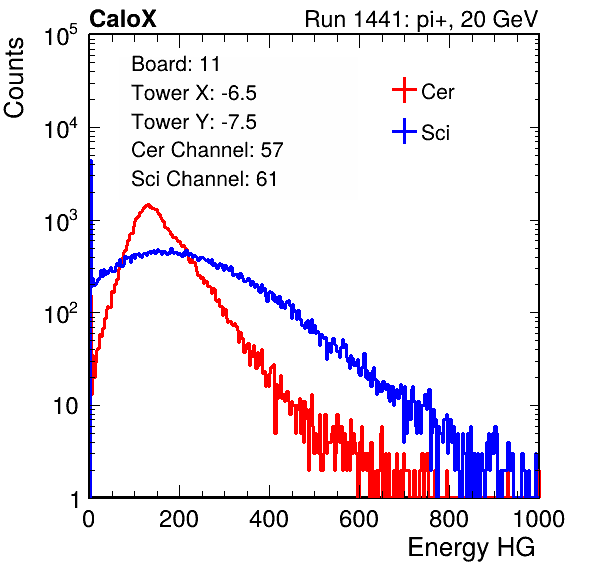 CaloX Run 1441: pi+, 20 GeV
Counts
Board: 11
Tower X: -6.5
Tower Y: -7.5
Cer Channel: 57
Sci Channel: 61
Cer
Sci
10^5
10^4
10^3
10^2
10
1
0 200 400 600 800 1000
Energy HG